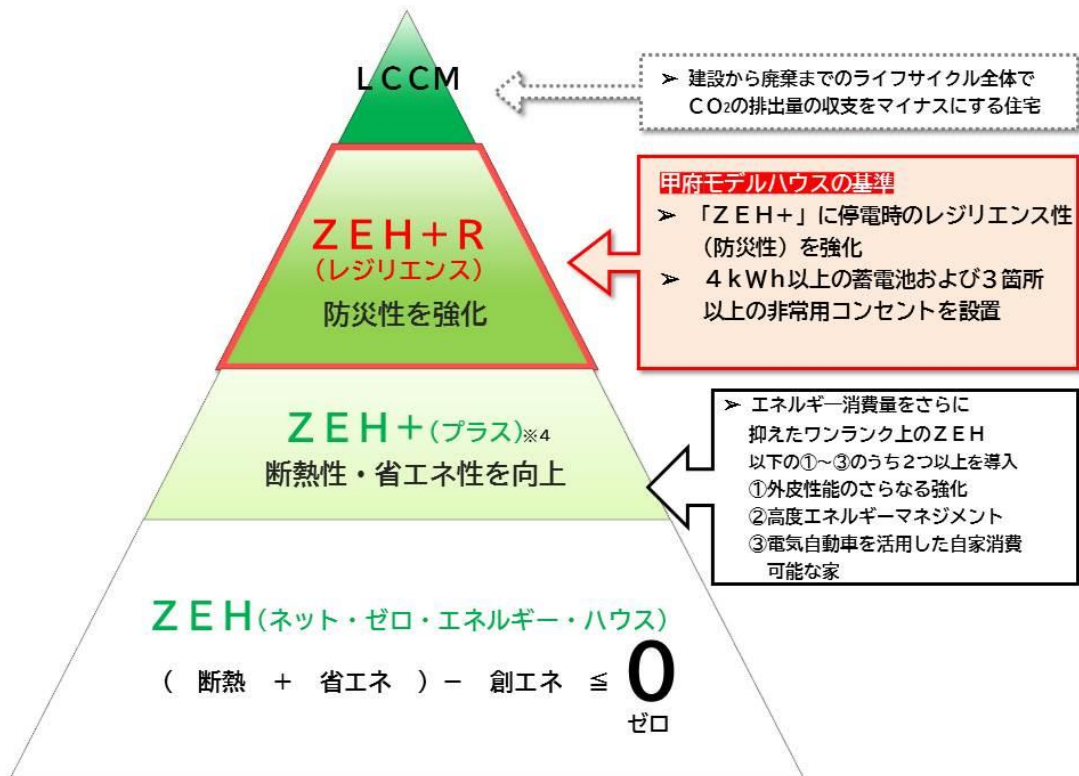 LCCM
➢ 建設から廃棄までのライフサイクル全体で
CO2の排出量の収支をマイナスにする住宅
ZEH+R
(レジリエンス)
防災性を強化
甲府モデルハウスの基準
➢ 「ZEH+」に停電時のレジリエンス性
(防災性)を強化
➢ 4kWh以上の蓄電池および3箇所
以上の非常用コンセントを設置
ZEH+(プラス)※4
断熱性・省エネ性を向上
➢ エネルギー消費量をさらに
抑えたワンランク上のZEH
以下の①~③のうち2つ以上を導入
①外皮性能のさらなる強化
②高度エネルギーマネジメント
③電気自動車を活用した自家消費
可能な家
ZEH(ネット・ゼロ・エネルギー・ハウス)
( 断熱 + 省エネ )- 創エネ ≦ 0
ゼロ